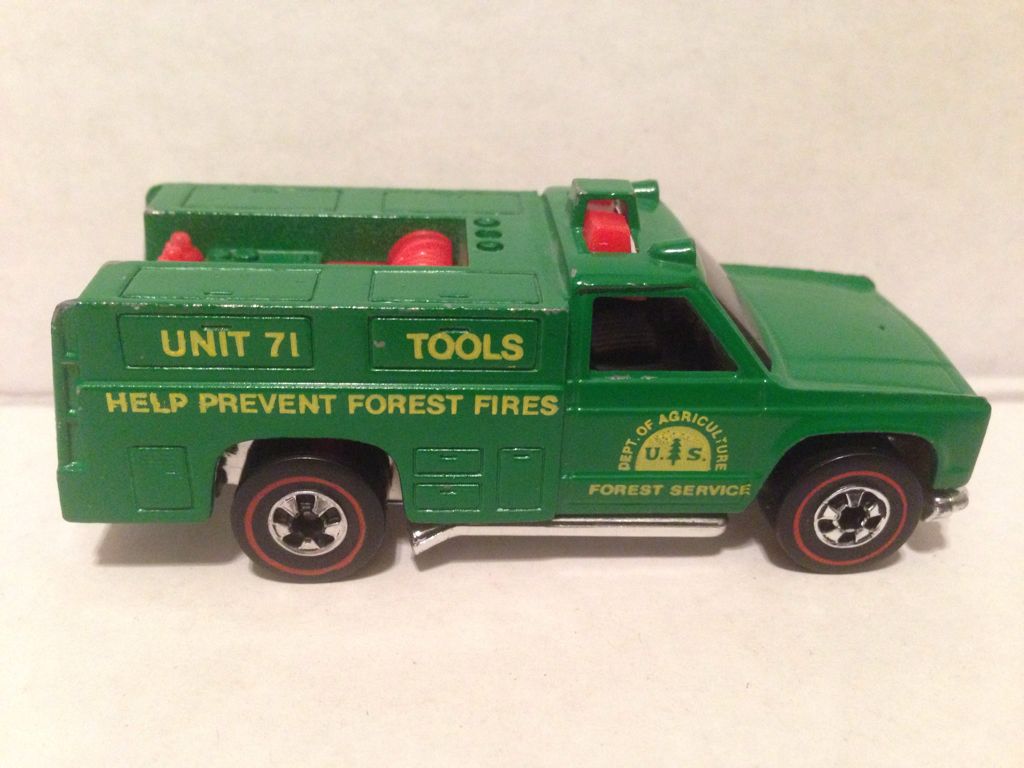 UNIT 71
TOOLS
HELP PREVENT FOREST FIRES
DEPT. OF AGRICULTURE
U. S.
FOREST SERVICE